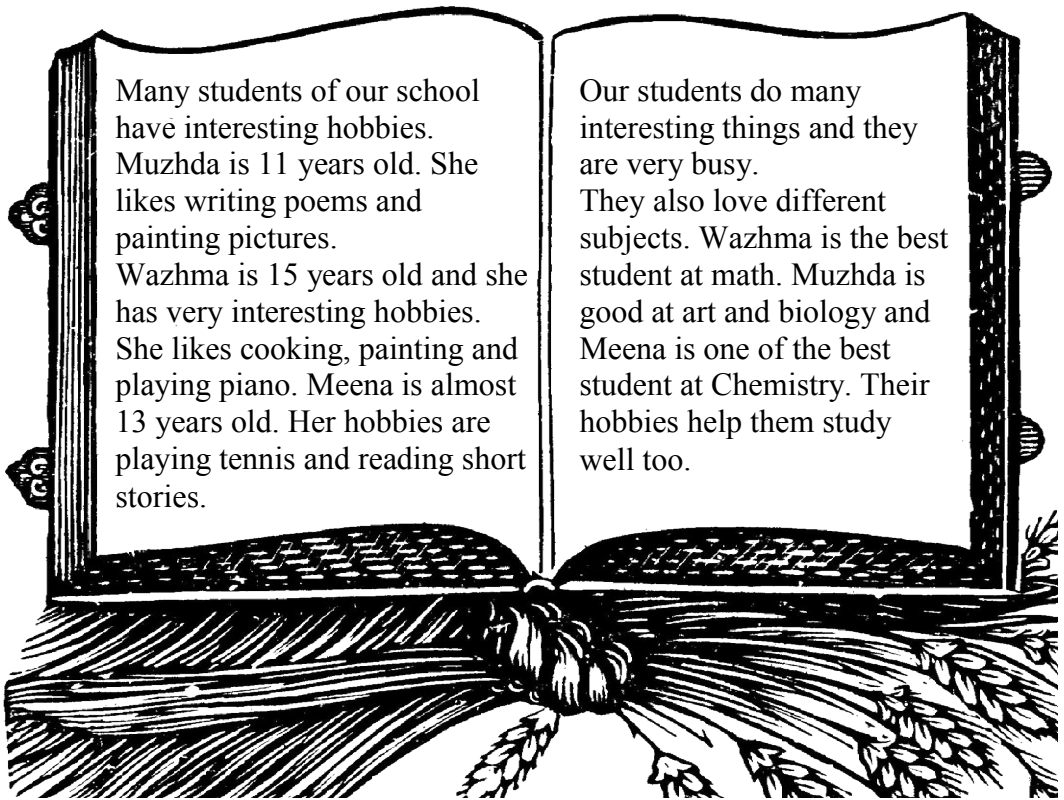 Many students of our school
have interesting hobbies.
Muzhda is 11 years old. She
likes writing poems and
painting pictures.
Wazhma is 15 years old and she
has very interesting hobbies.
She likes cooking, painting and
playing piano. Meena is almost
13 years old. Her hobbies are
playing tennis and reading short
stories.
Our students do many
interesting things and they
are very busy.
They also love different
subjects. Wazhma is the best
student at math. Muzhda is
good at art and biology and
Meena is one of the best
student at Chemistry. Their
hobbies help them study
well too.